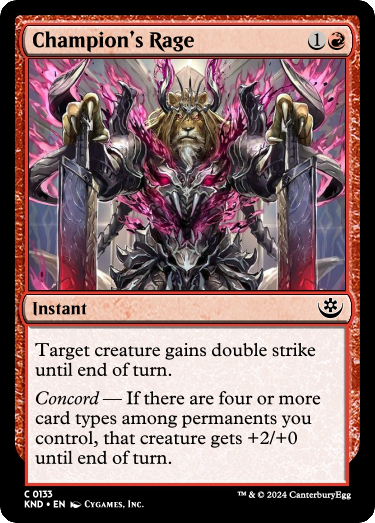 Champion's Rage 1
Instant
Target creature gains double strike
until end of turn.
Concord — If there are four or more
card types among permanents you
control, that creature gets +2/+0
until end of turn.
C 0133
KND • EN Cygames, Inc.
™ & © 2024 CanterburyEgg